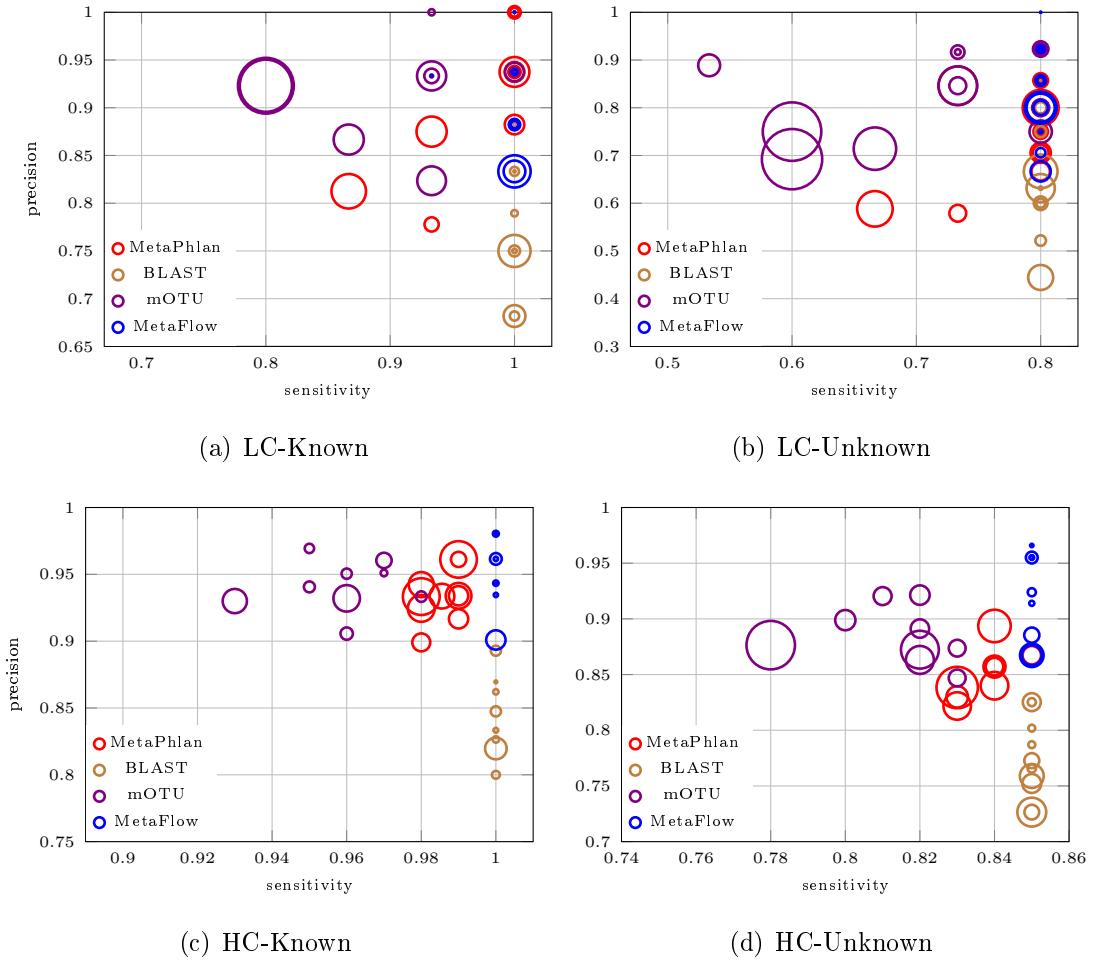 1
0.95
0.9
0.85
0.8
0.75
0.7
0.65
precision
MetaPhlan
BLAST
mOTU
MetaFlow
0.7 0.8 0.9 1
sensitivity
(a) LC-Known
1
0.9
0.8
0.7
0.6
0.5
0.4
0.3
MetaPhlan
BLAST
mOTU
MetaFlow
0.5 0.6 0.7 0.8
sensitivity
(b) LC-Unknown
1
0.95
0.9
0.85
0.8
0.75
precision
MetaPhlan
BLAST
mOTU
MetaFlow
0.9 0.92 0.94 0.96 0.98 1
sensitivity
(c) HC-Known
1
0.95
0.9
0.85
0.8
0.75
0.7
MetaPhlan
BLAST
mOTU
MetaFlow
0.74 0.76 0.78 0.8 0.82 0.84 0.86
sensitivity
(d) HC-Unknown